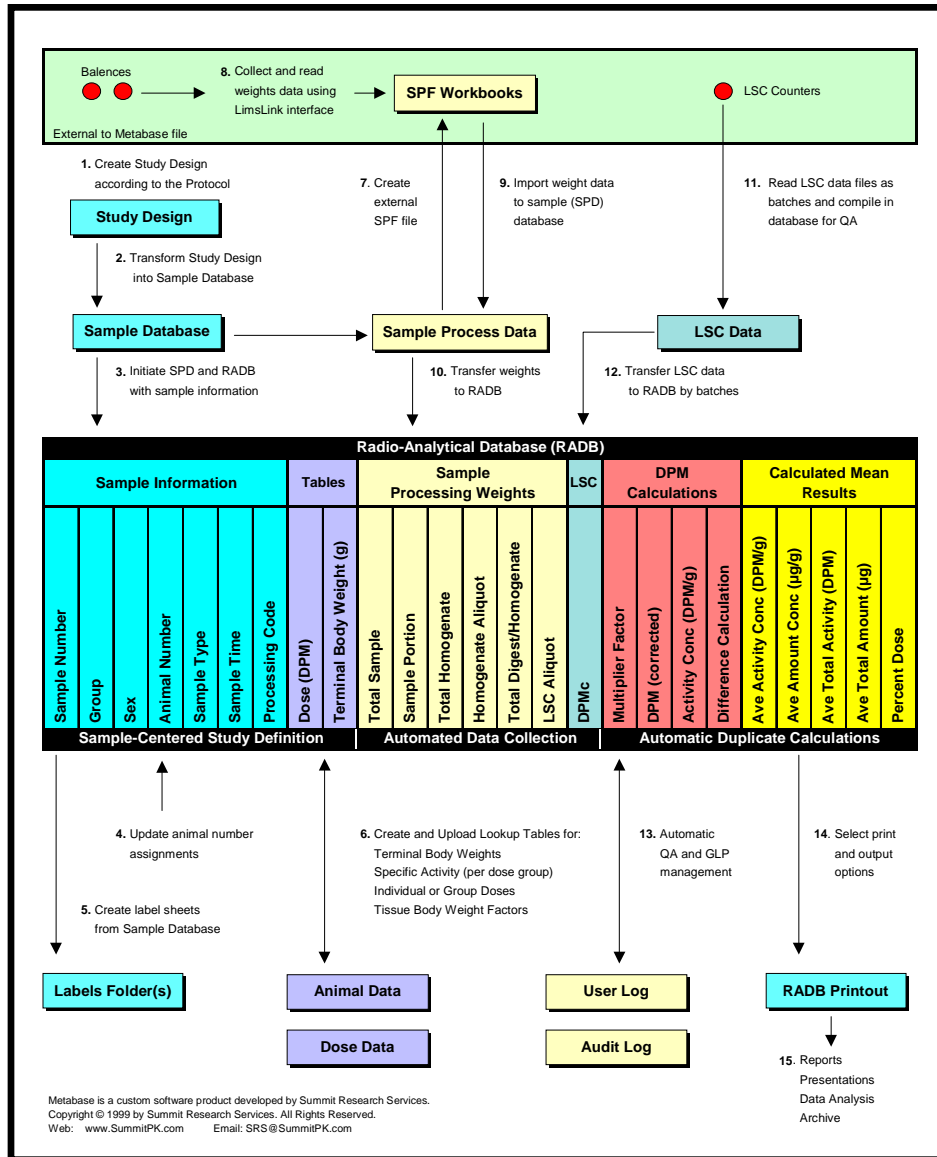 Balences
8. Collect and read
weights data using
LimsLink interface
SPF Workbooks
LSC Counters
External to Metabase file
1. Create Study Design
according to the Protocol
7. Create
external
SPF file
9. Import weight data
to sample (SPD)
database
11. Read LSC data files as
batches and compile in
database for QA
Study Design
2. Transform Study Design
into Sample Database
Sample Database
Sample Process Data
LSC Data
3. Initiate SPD and RADB
with sample information
10. Transfer weights
to RADB
12. Transfer LSC data
to RADB by batches
Radio-Analytical Database (RADB)
Sample Information
Tables
Sample
Processing Weights
LSC
DPM
Calculations
Calculated Mean
Results
Sample Number
Group
Sex
Animal Number
Sample Type
Sample Time
Processing Code
Dose (DPM)
Terminal Body Weight (g)
Total Sample
Sample Portion
Total Homogenate
Homogenate Aliquot
Total Digest/Homogenate
LSC Aliquot
DPMc
Multiplier Factor
DPM (corrected)
Activity Conc (DPM/g)
Difference Calculation
Ave Activity Conc (DPM/g)
Ave Amount Conc (µg/g)
Ave Total Activity (DPM)
Ave Total Amount (µg)
Percent Dose
Sample-Centered Study Definition
Automated Data Collection
Automatic Duplicate Calculations
4. Update animal number
assignments
6. Create and Upload Lookup Tables for:
Terminal Body Weights
Specific Activity (per dose group)
Individual or Group Doses
Tissue Body Weight Factors
13. Automatic
QA and GLP
management
14. Select print
and output
options
5. Create label sheets
from Sample Database
Labels Folder(s)
Animal Data
User Log
RADB Printout
Dose Data
Audit Log
15. Reports
Presentations
Data Analysis
Archive
Metabase is a custom software product developed by Summit Research Services.
Copyright © 1999 by Summit Research Services. All Rights Reserved.
Web: www.SummitPK.com Email: SRS@SummitPK.com